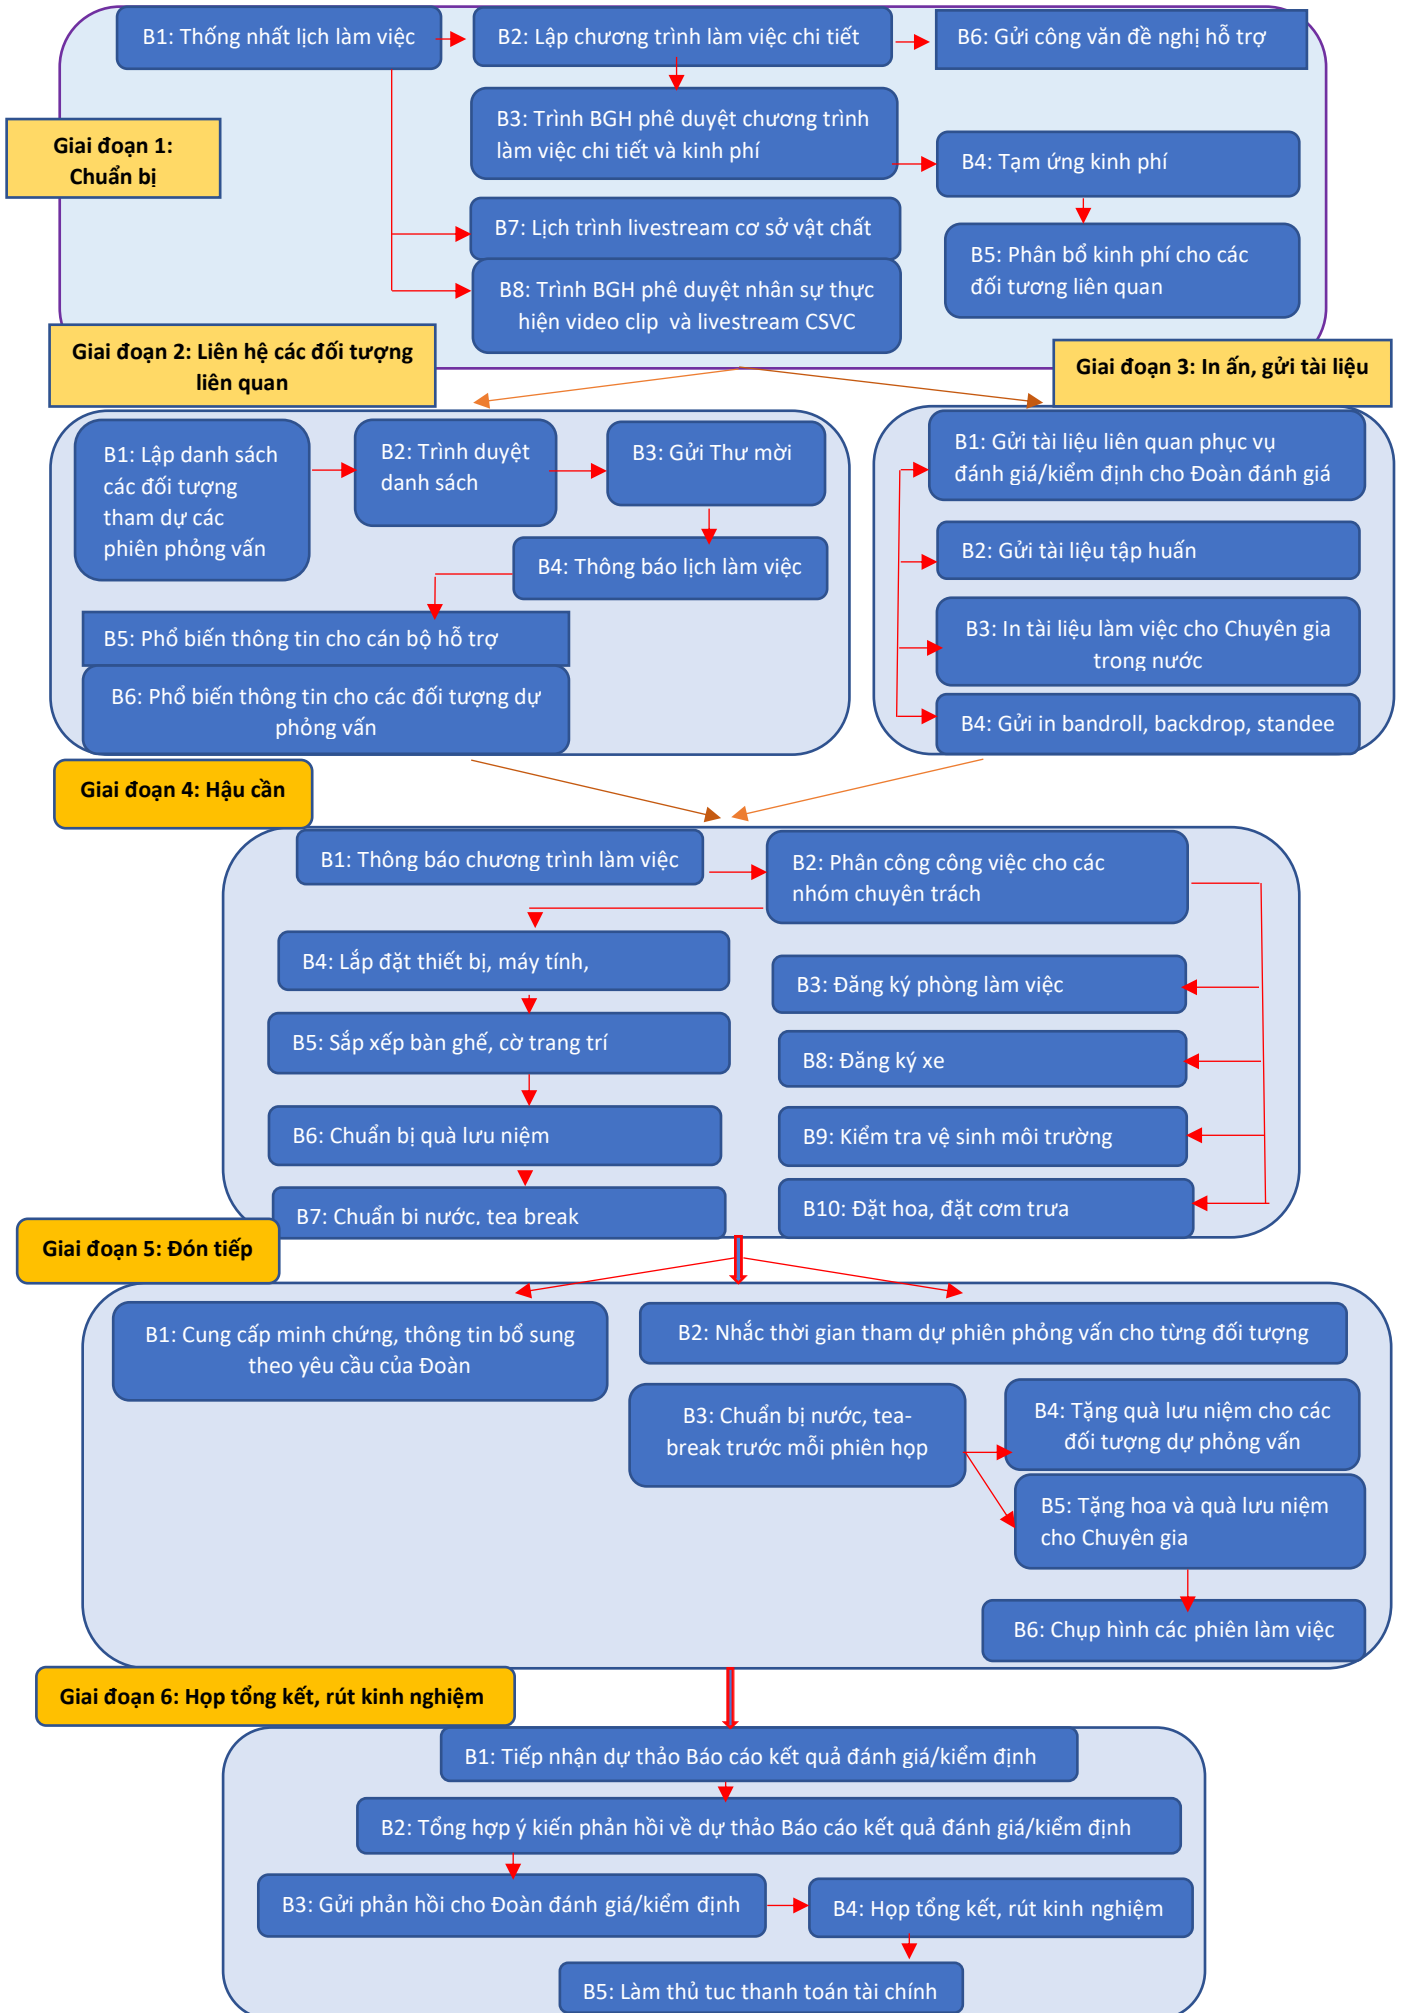 B1: Thống nhất lịch làm việc
B2: Lập chương trình làm việc chi tiết
B6: Gửi công văn đề nghị hỗ trợ
B3: Trình BGH phê duyệt chương trình
làm việc chi tiết và kinh phí
Giai đoạn 1:
Chuẩn bị
B4: Tạm ứng kinh phí
B7: Lịch trình livestream cơ sở vật chất
B5: Phân bổ kinh phí cho các
đối tương liên quan
B8: Trình BGH phê duyệt nhân sự thực
hiện video clip và livestream CSVC
Giai đoạn 2: Liên hệ các đối tượng
liên quan
Giai đoạn 3: In ấn, gửi tài liệu
B1: Lập danh sách
các đối tượng
tham dự các
phiên phỏng vấn
B2: Trình duyệt
danh sách
B3: Gửi Thư mời
B4: Thông báo lịch làm việc
B5: Phổ biến thông tin cho cán bộ hỗ trợ
B6: Phổ biến thông tin cho các đối tượng dự
phỏng vấn
B1: Gửi tài liệu liên quan phục vụ
đánh giá/kiểm định cho Đoàn đánh giá
B2: Gửi tài liệu tập huấn
B3: In tài liệu làm việc cho Chuyên gia
trong nước
B4: Gửi in bandroll, backdrop, standee
Giai đoạn 4: Hậu cần
B1: Thông báo chương trình làm việc
B2: Phân công công việc cho các
nhóm chuyên trách
B4: Lắp đặt thiết bị, máy tính,
B3: Đăng ký phòng làm việc
B5: Sắp xếp bàn ghế, cờ trang trí
B8: Đăng ký xe
B6: Chuẩn bị quà lưu niệm
B9: Kiểm tra vệ sinh môi trường
B7: Chuẩn bị nước, tea break
B10: Đặt hoa, đặt cơm trưa
Giai đoạn 5: Đón tiếp
B1: Cung cấp minh chứng, thông tin bổ sung
theo yêu cầu của Đoàn
B2: Nhắc thời gian tham dự phiên phỏng vấn cho từng đối tượng
B3: Chuẩn bị nước, tea-
break trước mỗi phiên họp
B4: Tặng quà lưu niệm cho các
đối tượng dự phỏng vấn
B5: Tặng hoa và quà lưu niệm
cho Chuyên gia
B6: Chụp hình các phiên làm việc
Giai đoạn 6: Họp tổng kết, rút kinh nghiệm
B1: Tiếp nhận dự thảo Báo cáo kết quả đánh giá/kiểm định
B2: Tổng hợp ý kiến phản hồi về dự thảo Báo cáo kết quả đánh giá/kiểm định
B3: Gửi phản hồi cho Đoàn đánh giá/kiểm định
B4: Họp tổng kết, rút kinh nghiệm
B5: Làm thủ tục thanh toán tài chính